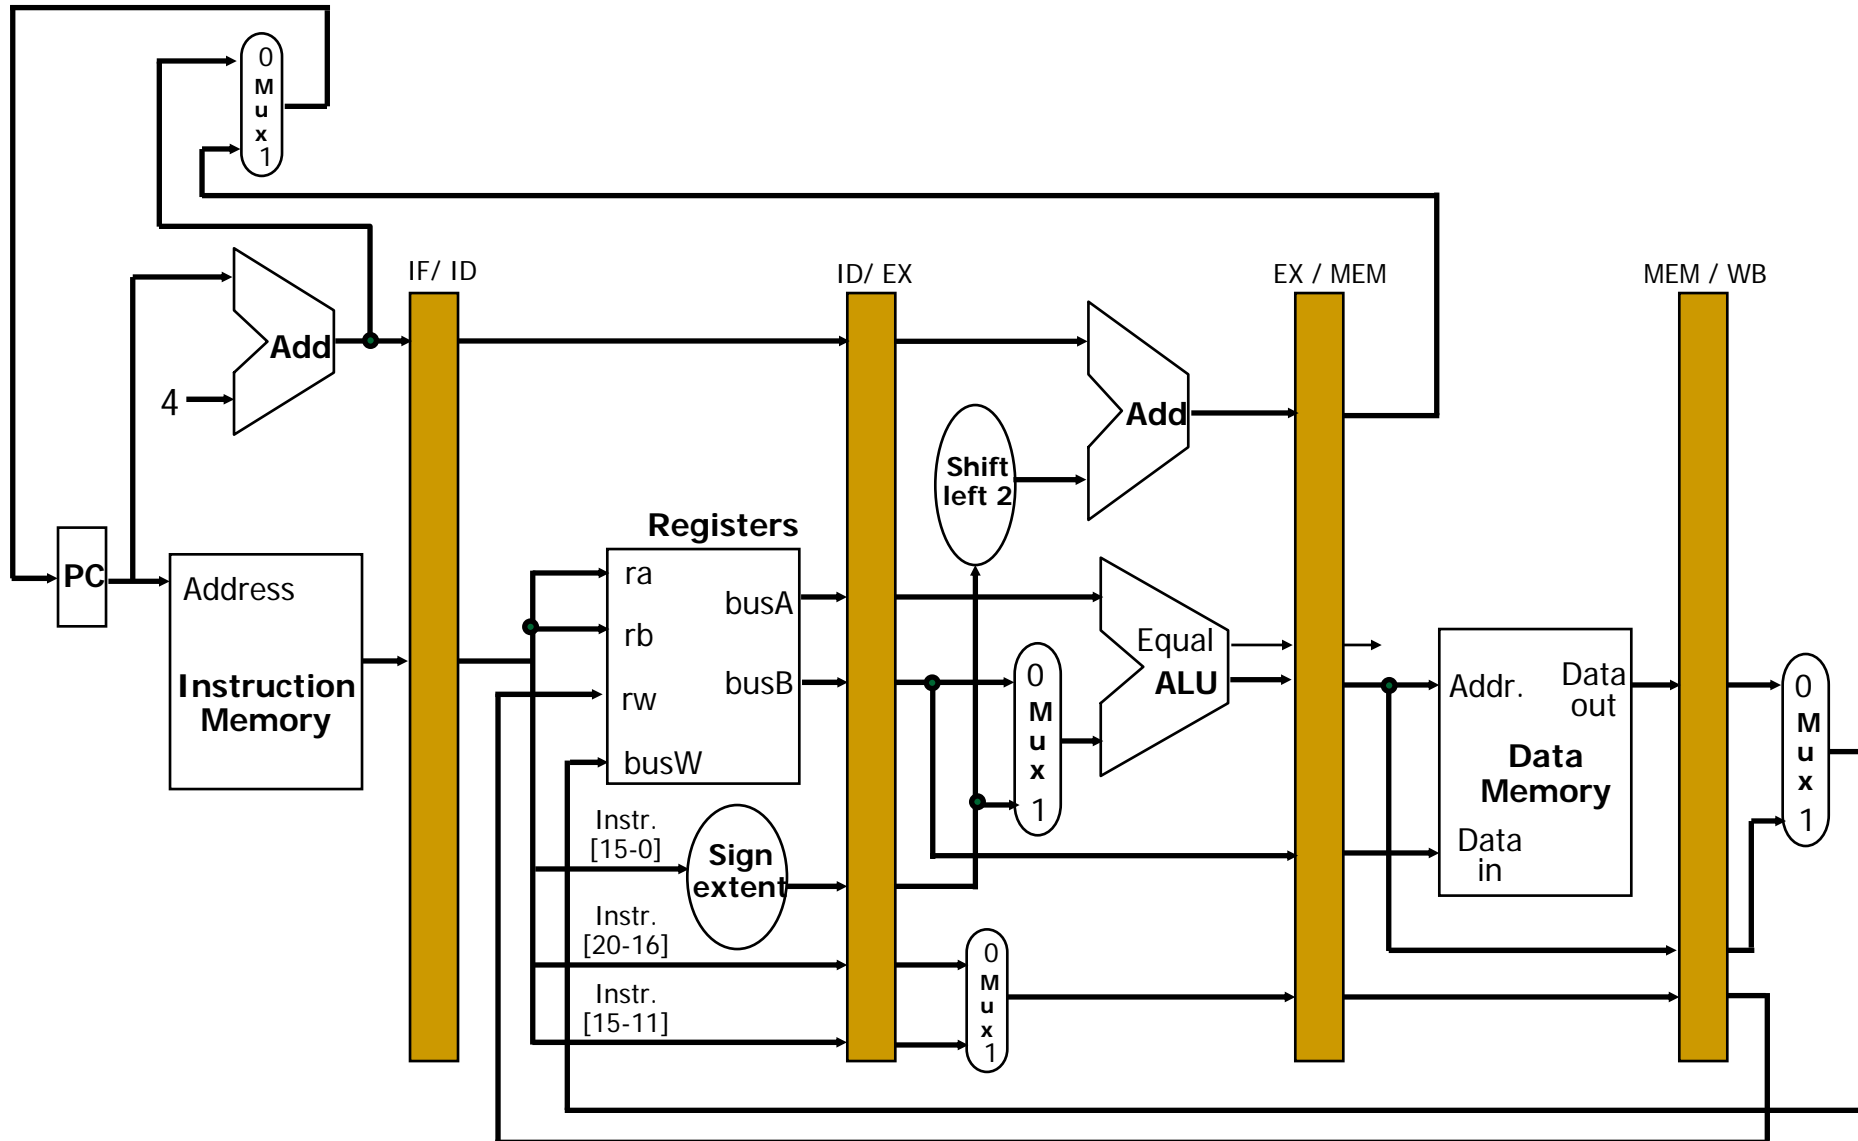 0
M
u
x
1
IF/ ID
ID/ EX
EX / MEM
MEM / WB
Add
4
Add
Shift
left 2
Registers
PC
Address
Instruction
Memory
ra
rb
rw
busW
busA
busB
Equal
ALU
0
M
u
x
1
Addr.
Data
out
Data
Memory
Data
in
0
M
u
x
1
Instr.
[15-0]
Sign
extent
Instr.
[20-16]
Instr.
[15-11]
0
M
u
x
1